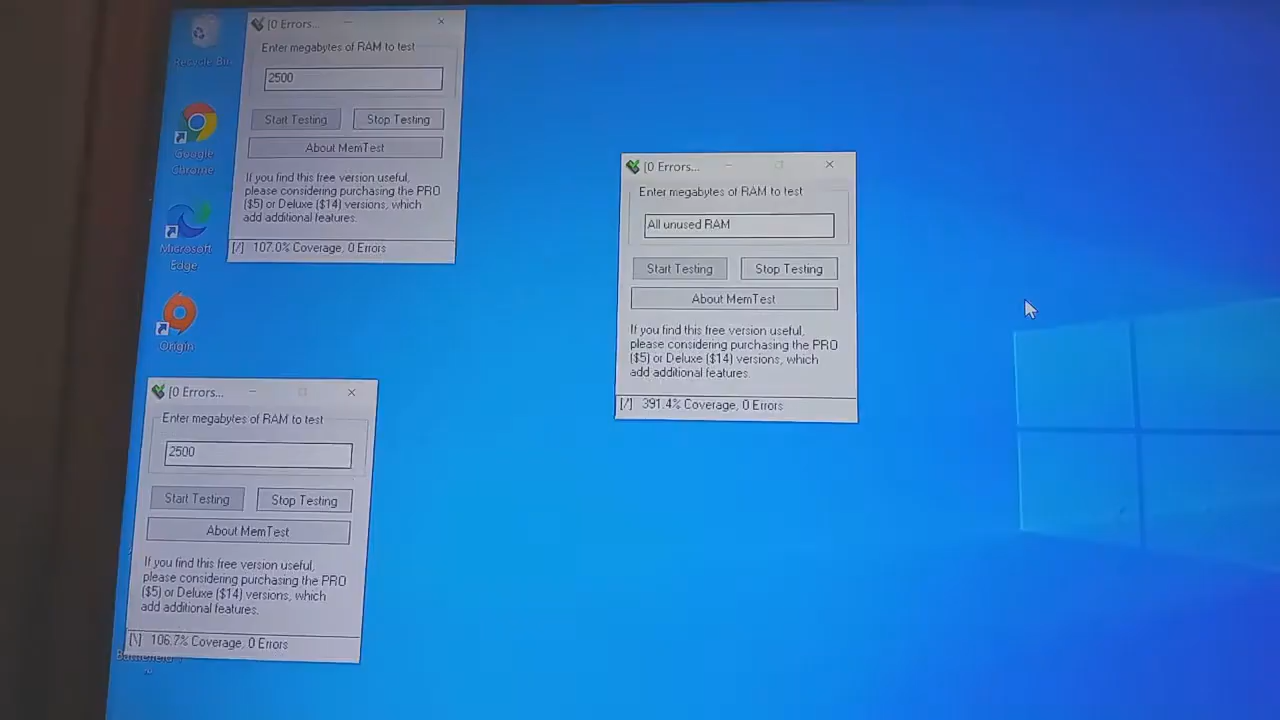 Recycle Bin
Google
Chrome
Microsoft
Edge
Origin
[0 Errors...
Enter megabytes of RAM to test
2500
Start Testing
Stop Testing
About MemTest
If you find this free version useful,
please considering purchasing the PRO
($5) or Deluxe ($14) versions, which
add additional features.
[/] 107.0% Coverage, 0 Errors
[0 Errors...
Enter megabytes of RAM to test
All unused RAM
Start Testing
Stop Testing
About MemTest
If you find this free version useful,
please considering purchasing the PRO
($5) or Deluxe ($14) versions, which
add additional features.
[/] 391.4% Coverage, 0 Errors
[0 Errors...
Enter megabytes of RAM to test
2500
Start Testing
Stop Testing
About MemTest
If you find this free version useful,
please considering purchasing the PRO
($5) or Deluxe ($14) versions, which
add additional features.
[\] 106.7% Coverage, 0 Errors